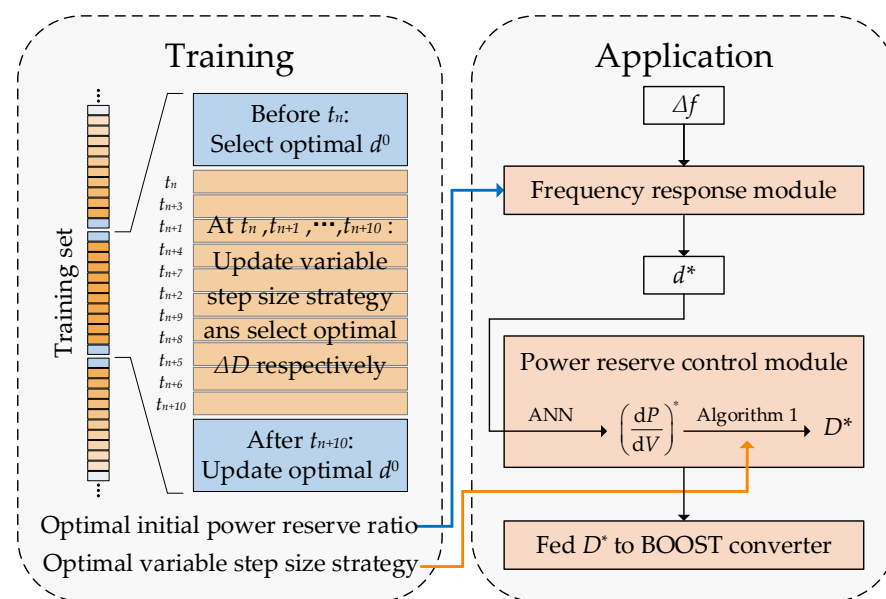 Training
Training set
Before tn:
Select optimal d⁰
tn
tn+3
tn+1
tn+4
tn+7
tn+2
tn+9
tn+8
tn+5
tn+6
tn+10
At tn ,tn+1 ,⋯,tn+10 :
Update variable
step size strategy
ans select optimal
ΔD respectively
After tn+10:
Update optimal d⁰
Optimal initial power reserve ratio
Optimal variable step size strategy
Application
Δf
Frequency response module
d*
Power reserve control module
ANN
(dP/dV)*
Algorithm 1
D*
Fed D* to BOOST converter